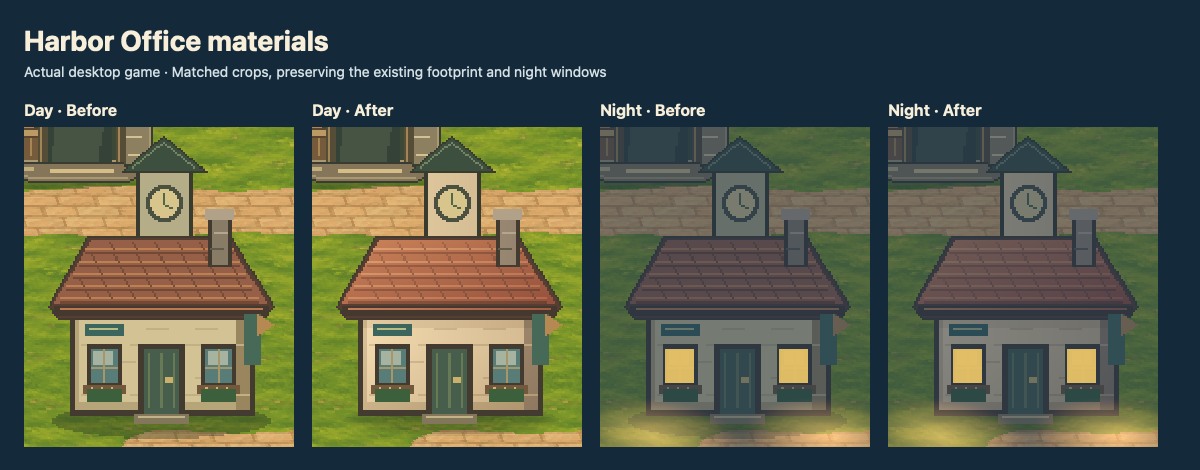 Harbor Office materials
Actual desktop game · Matched crops, preserving the existing footprint and night windows
Day · Before
Day · After
Night · Before
Night · After